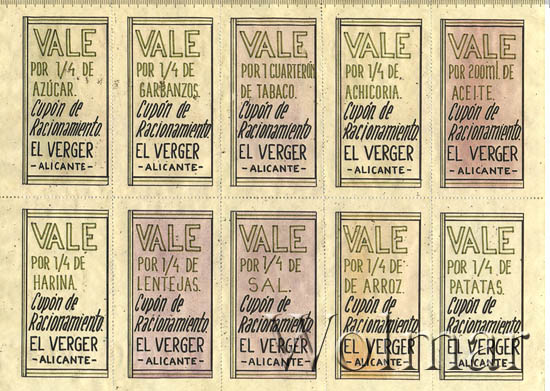 VALE
POR 1/4 DE
AZÚCAR.
Cupón de
Racionamiento.
EL VERGER
-ALICANTE-
VALE
POR 1/4 DE
GARBANZOS.
Cupón de
Racionamiento.
EL VERGER
-ALICANTE-
VALE
POR 1 CUARTERÓN
DE TABACO.
Cupón de
Racionamiento.
EL VERGER
-ALICANTE-
VALE
POR 1/4 DE
ACHICORIA.
Cupón de
Racionamiento.
EL VERGER
-ALICANTE-
VALE
POR 200ml. DE
ACEITE.
Cupón de
Racionamiento.
EL VERGER
-ALICANTE-
VALE
POR 1/4 DE
HARINA.
Cupón de
Racionamiento.
EL VERGER
-ALICANTE-
VALE
POR 1/4 DE
LENTEJAS.
Cupón de
Racionamiento.
EL VERGER
-ALICANTE-
VALE
POR 1/4 DE
SAL.
Cupón de
Racionamiento.
EL VERGER
-ALICANTE-
VALE
POR 1/4 DE
DE ARROZ.
Cupón de
Racionamiento.
EL VERGER
-ALICANTE-
VALE
POR 1/4 DE
PATATAS.
Cupón de
Racionamiento.
EL VERGER
-ALICANTE-
Wolmar